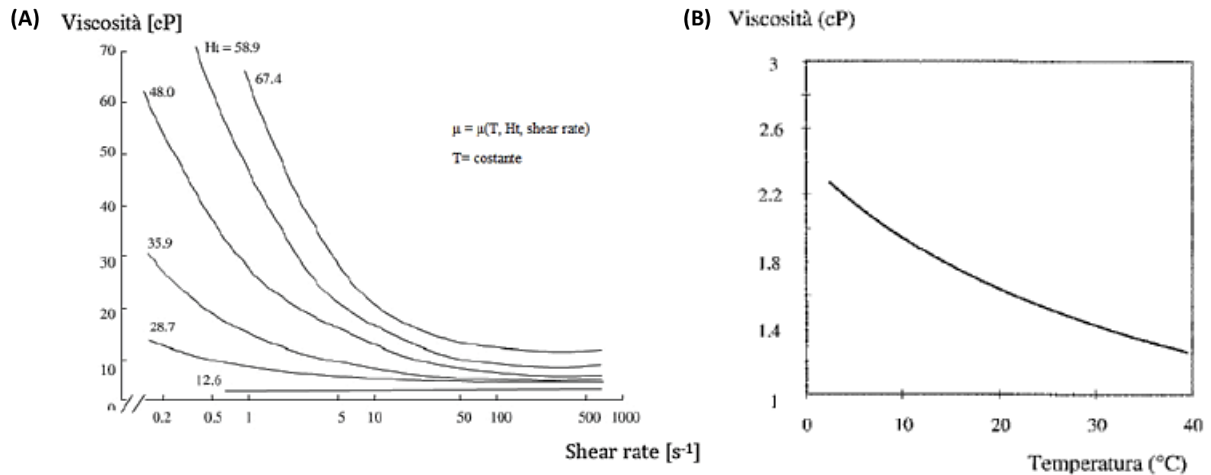 (A) Viscosità [cP]
70
60
50
40
30
20
10
0
Ht = 58.9
67.4
48.0
35.9
28.7
12.6
μ = μ(T, Ht, shear rate)
T= costante
0.2 0.5 1 5 10 50 100 500 1000
Shear rate [s⁻¹]
(B) Viscosità (cP)
3
2.6
2.2
1.8
1.4
1
0 10 20 30 40
Temperatura (°C)